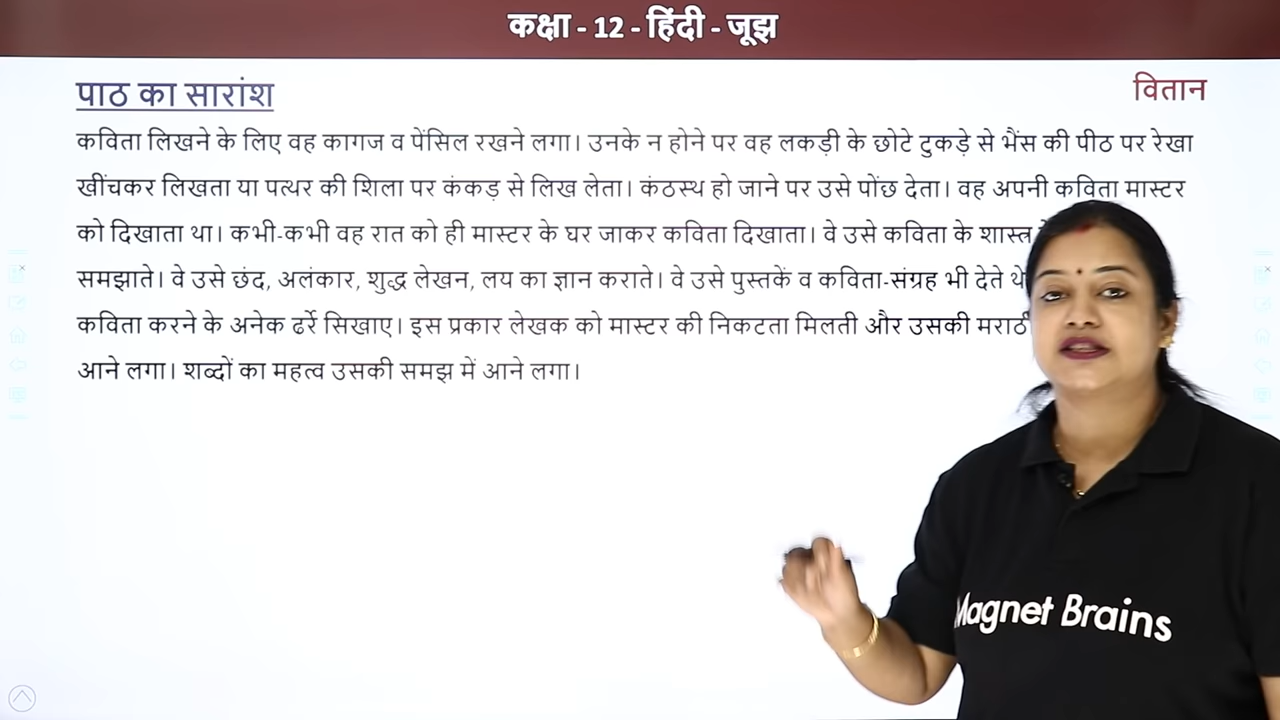 कक्षा - 12 - हिंदी - जूझ
पाठ का सारांश
वितान
कविता लिखने के लिए वह कागज व पेंसिल रखने लगा। उनके न होने पर वह लकड़ी के छोटे टुकड़े से भैंस की पीठ पर रेखा
खींचकर लिखता या पत्थर की शिला पर कंकड़ से लिख लेता। कंठस्थ हो जाने पर उसे पोंछ देता। वह अपनी कविता मास्टर
को दिखाता था। कभी-कभी वह रात को ही मास्टर के घर जाकर कविता दिखाता। वे उसे कविता के शास्त्र
समझाते। वे उसे छंद, अलंकार, शुद्ध लेखन, लय का ज्ञान कराते। वे उसे पुस्तकें व कविता-संग्रह भी देते थे
कविता करने के अनेक ढर्रे सिखाए। इस प्रकार लेखक को मास्टर की निकटता मिलती और उसकी मराठी
आने लगा। शब्दों का महत्व उसकी समझ में आने लगा।
Magnet Brains